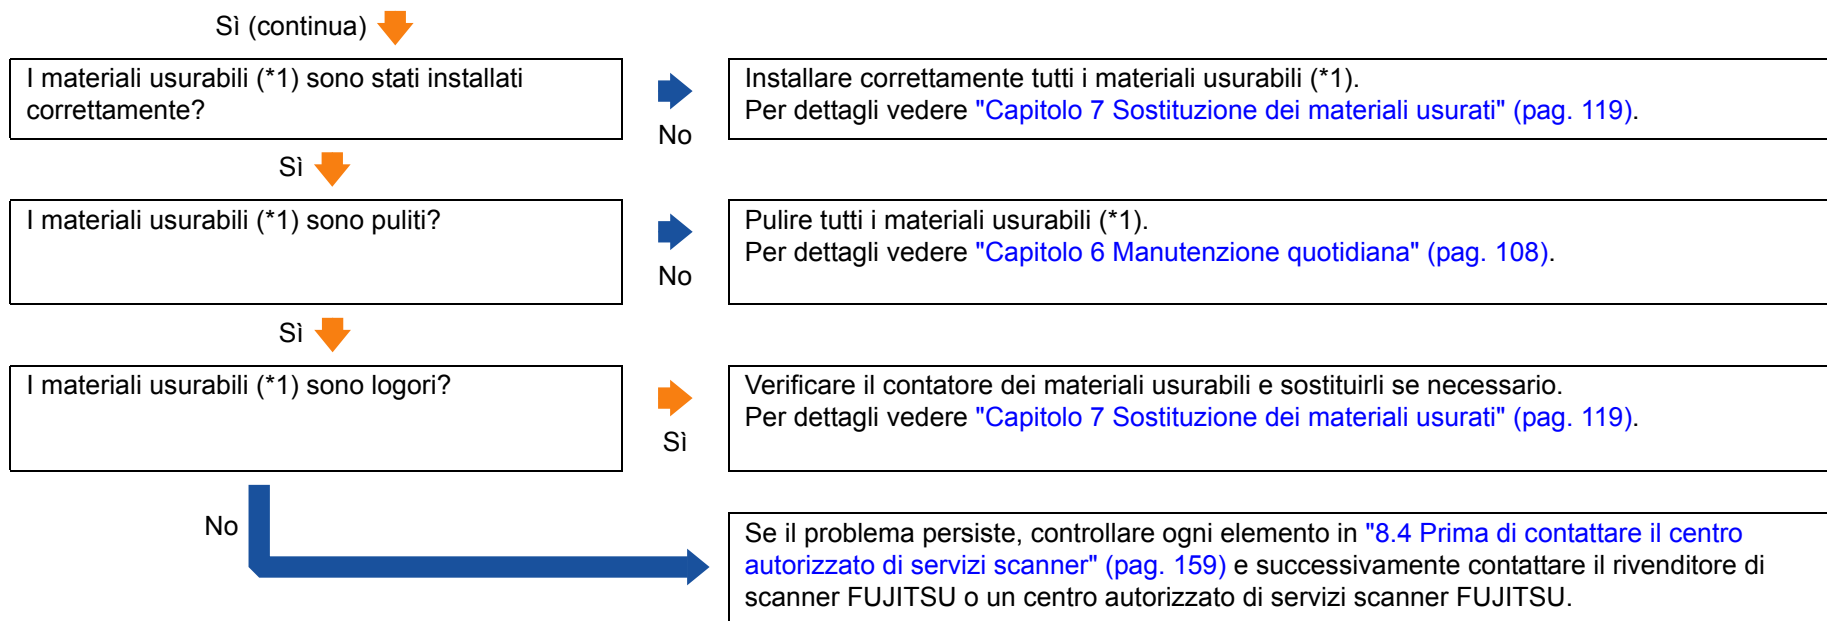 Sì (continua)
I materiali usurabili (*1) sono stati installati
correttamente?
No
Installare correttamente tutti i materiali usurabili (*1).
Per dettagli vedere "Capitolo 7 Sostituzione dei materiali usurati" (pag. 119).
Sì
I materiali usurabili (*1) sono puliti?
No
Pulire tutti i materiali usurabili (*1).
Per dettagli vedere "Capitolo 6 Manutenzione quotidiana" (pag. 108).
Sì
I materiali usurabili (*1) sono logori?
Sì
Verificare il contatore dei materiali usurabili e sostituirli se necessario.
Per dettagli vedere "Capitolo 7 Sostituzione dei materiali usurati" (pag. 119).
No
Se il problema persiste, controllare ogni elemento in "8.4 Prima di contattare il centro
autorizzato di servizi scanner" (pag. 159) e successivamente contattare il rivenditore di
scanner FUJITSU o un centro autorizzato di servizi scanner FUJITSU.